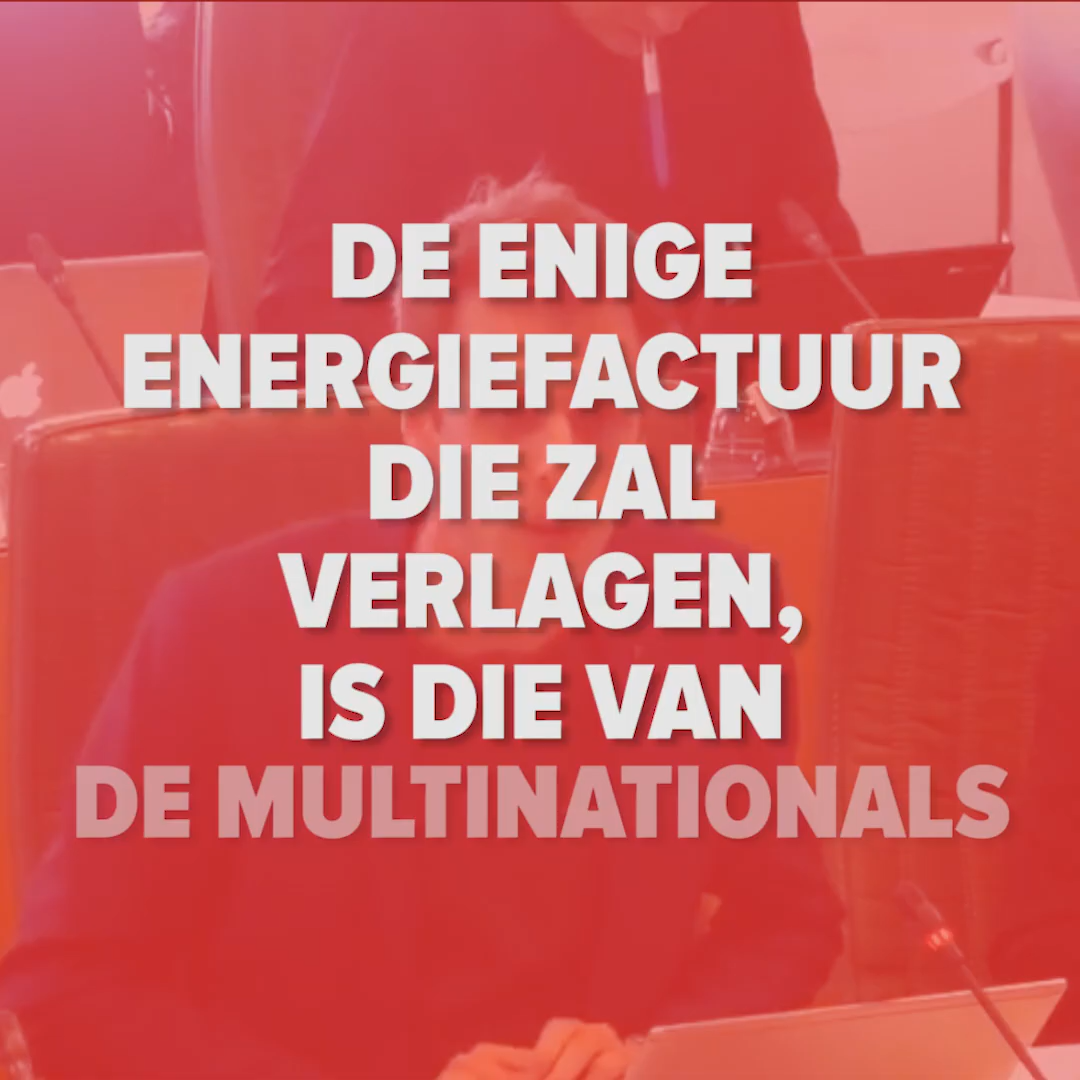 DE ENIGE
ENERGIEFACTUUR
DIE ZAL
VERLAGEN,
IS DIE VAN
DE MULTINATIONALS